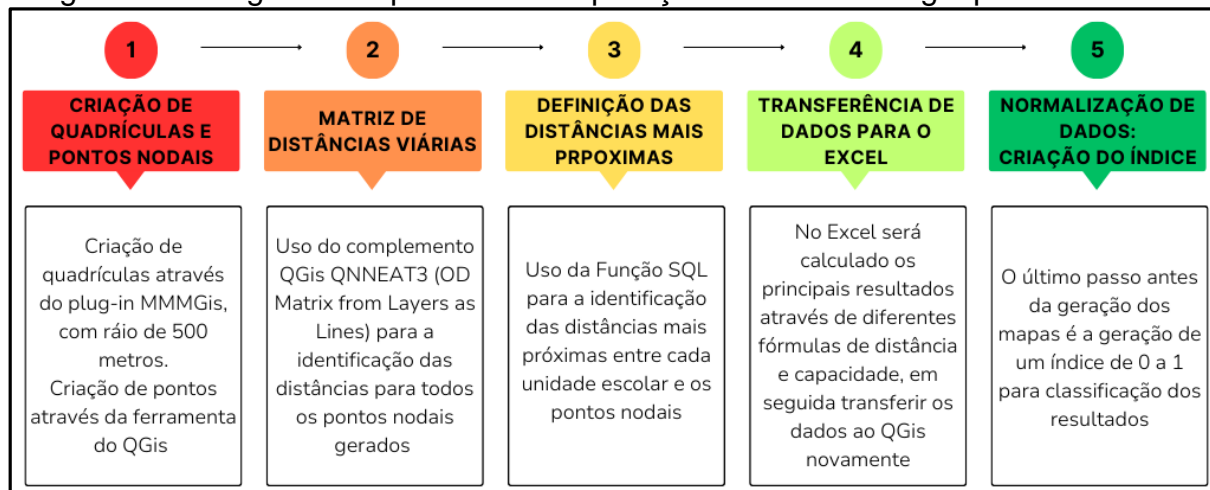 1
2
3
4
5
CRIAÇÃO DE
QUADRÍCULAS E
PONTOS NODAIS
MATRIZ DE
DISTÂNCIAS VIÁRIAS
DEFINIÇÃO DAS
DISTÂNCIAS MAIS
PRPOXIMAS
TRANSFERÊNCIA DE
DADOS PARA O
EXCEL
NORMALIZAÇÃO DE
DADOS:
CRIAÇÃO DO ÍNDICE
Criação de
quadrículas através
do plug-in MMMGis,
com ráio de 500
metros.
Criação de pontos
através da ferramenta
do QGis
Uso do complemento
QGis QNNEAT3 (OD
Matrix from Layers as
Lines) para a
identificação das
distâncias para todos
os pontos nodais
gerados
Uso da Função SQL
para a identificação
das distâncias mais
próximas entre cada
unidade escolar e os
pontos nodais
No Excel será
calculado os
principais resultados
através de diferentes
fórmulas de distância
e capacidade, em
seguida transferir os
dados ao QGis
novamente
O último passo antes
da geração dos
mapas é a geração de
um índice de 0 a 1
para classificação dos
resultados